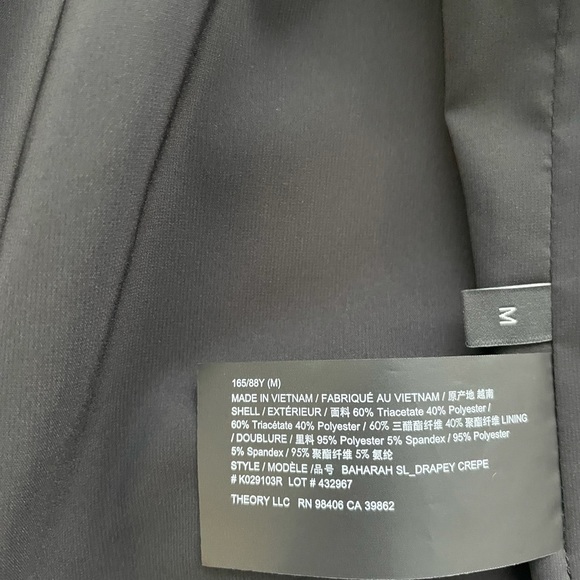 M
165/88Y (M)
MADE IN VIETNAM / FABRIQUÉ AU VIETNAM / 原产地 越南
SHELL / EXTÉRIEUR / 面料 60% Triacetate 40% Polyester /
60% Triacétate 40% Polyester / 60% 三醋酯纤维 40% 聚酯纤维 LINING
/ DOUBLURE / 里料 95% Polyester 5% Spandex / 95% Polyester
5% Spandex / 95% 聚酯纤维 5% 氨纶
STYLE / MODÈLE /品号 BAHARAH SL_DRAPEY CREPE
# K029103R LOT # 432967
THEORY LLC RN 98406 CA 39862